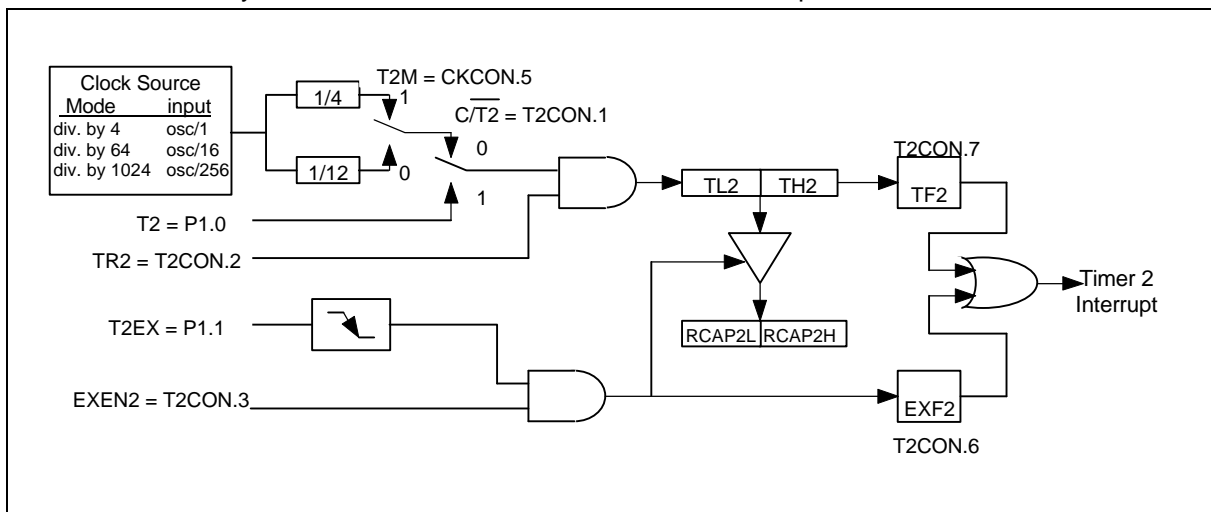 Clock Source
Mode input
div. by 4 osc/1
div. by 64 osc/16
div. by 1024 osc/256
1/4
1/12
T2M = CKCON.5
1
0
C/T2 = T2CON.1
0
1
T2 = P1.0
TR2 = T2CON.2
TL2 TH2
T2CON.7
TF2
RCAP2L RCAP2H
Timer 2
Interrupt
T2EX = P1.1
EXEN2 = T2CON.3
EXF2
T2CON.6